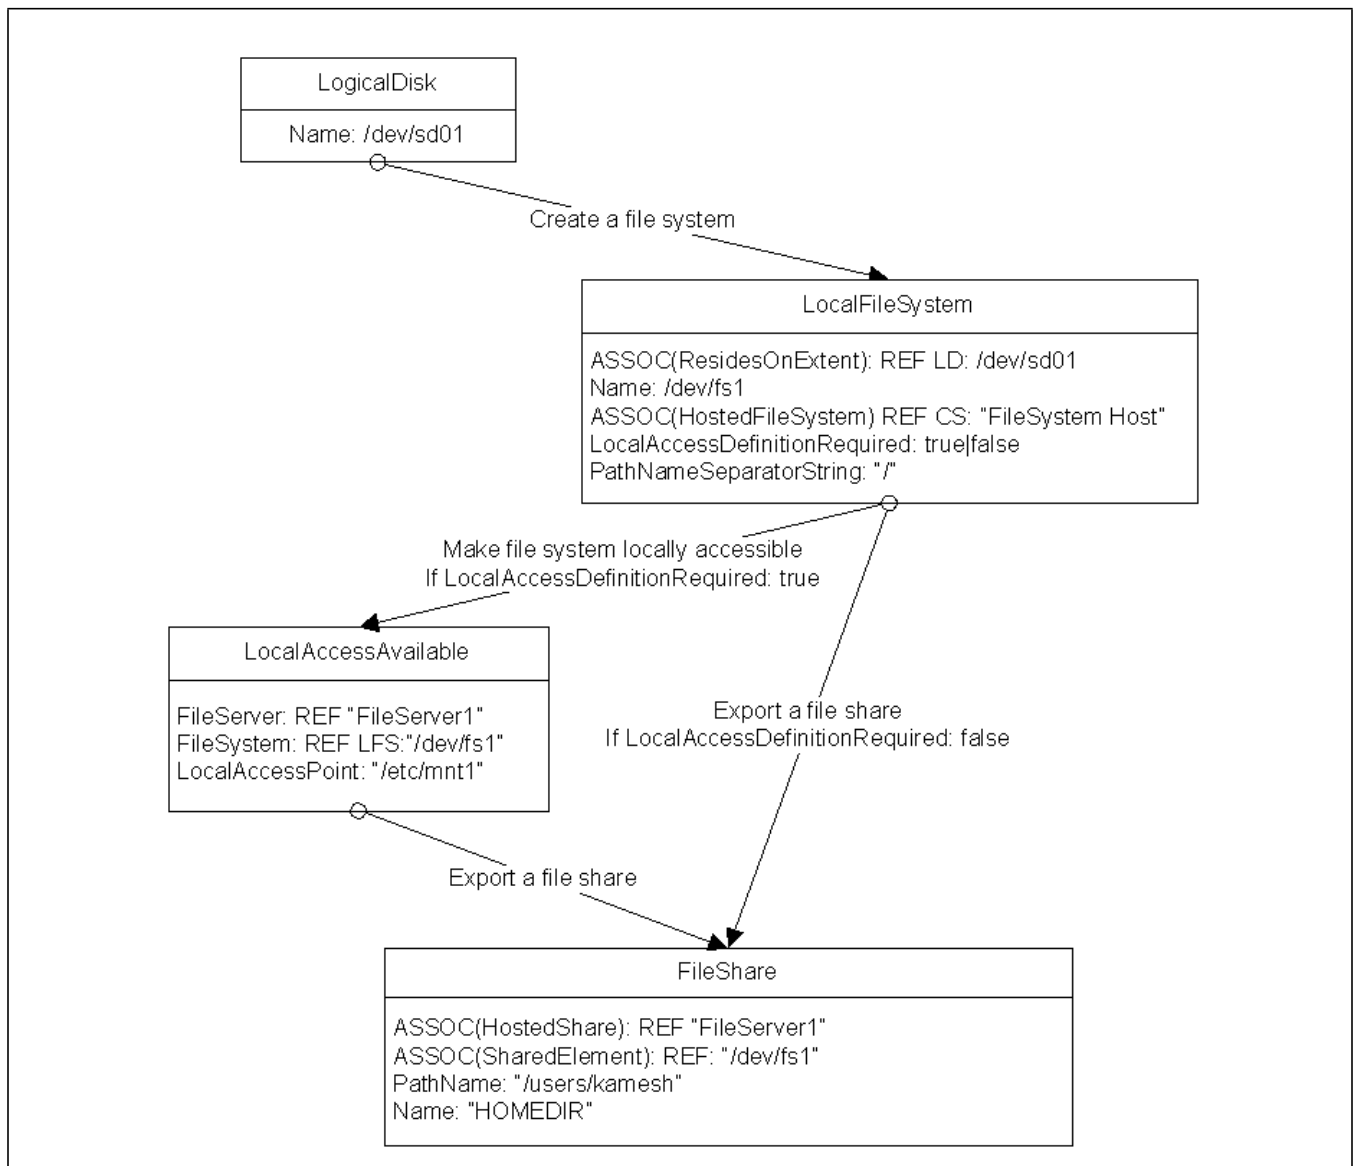 LogicalDisk
Name: /dev/sd01
Create a file system
LocalFileSystem
ASSOC(ResidesOnExtent): REF LD: /dev/sd01
Name: /dev/fs1
ASSOC(HostedFileSystem) REF CS: "FileSystem Host"
LocalAccessDefinitionRequired: true|false
PathNameSeparatorString: "/"
Make file system locally accessible
If LocalAccessDefinitionRequired: true
LocalAccessAvailable
FileServer: REF "FileServer1"
FileSystem: REF LFS:"/dev/fs1"
LocalAccessPoint: "/etc/mnt1"
Export a file share
If LocalAccessDefinitionRequired: false
Export a file share
FileShare
ASSOC(HostedShare): REF "FileServer1"
ASSOC(SharedElement): REF: "/dev/fs1"
PathName: "/users/kamesh"
Name: "HOMEDIR"